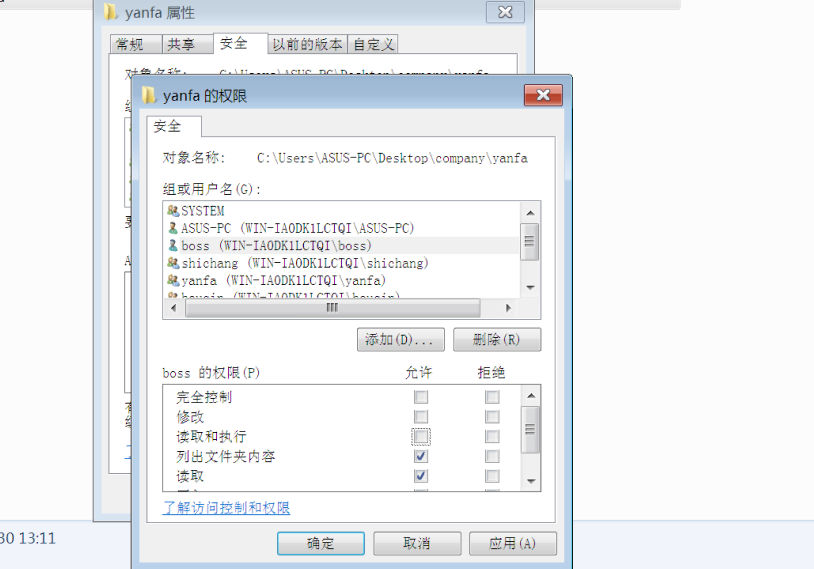 yanfa 属性
常规 共享 安全 以前的版本 自定义
yanfa 的权限
安全
对象名称: C:\Users\ASUS-PC\Desktop\company\yanfa
组或用户名(G):
SYSTEM
ASUS-PC (WIN-IAODK1LCTQI\ASUS-PC)
boss (WIN-IAODK1LCTQI\boss)
shichang (WIN-IAODK1LCTQI\shichang)
yanfa (WIN-IAODK1LCTQI\yanfa)
添加(D)... 删除(R)
boss 的权限(P) 允许 拒绝
完全控制
修改
读取和执行
列出文件夹内容
读取
了解访问控制和权限
30 13:11
确定 取消 应用(A)